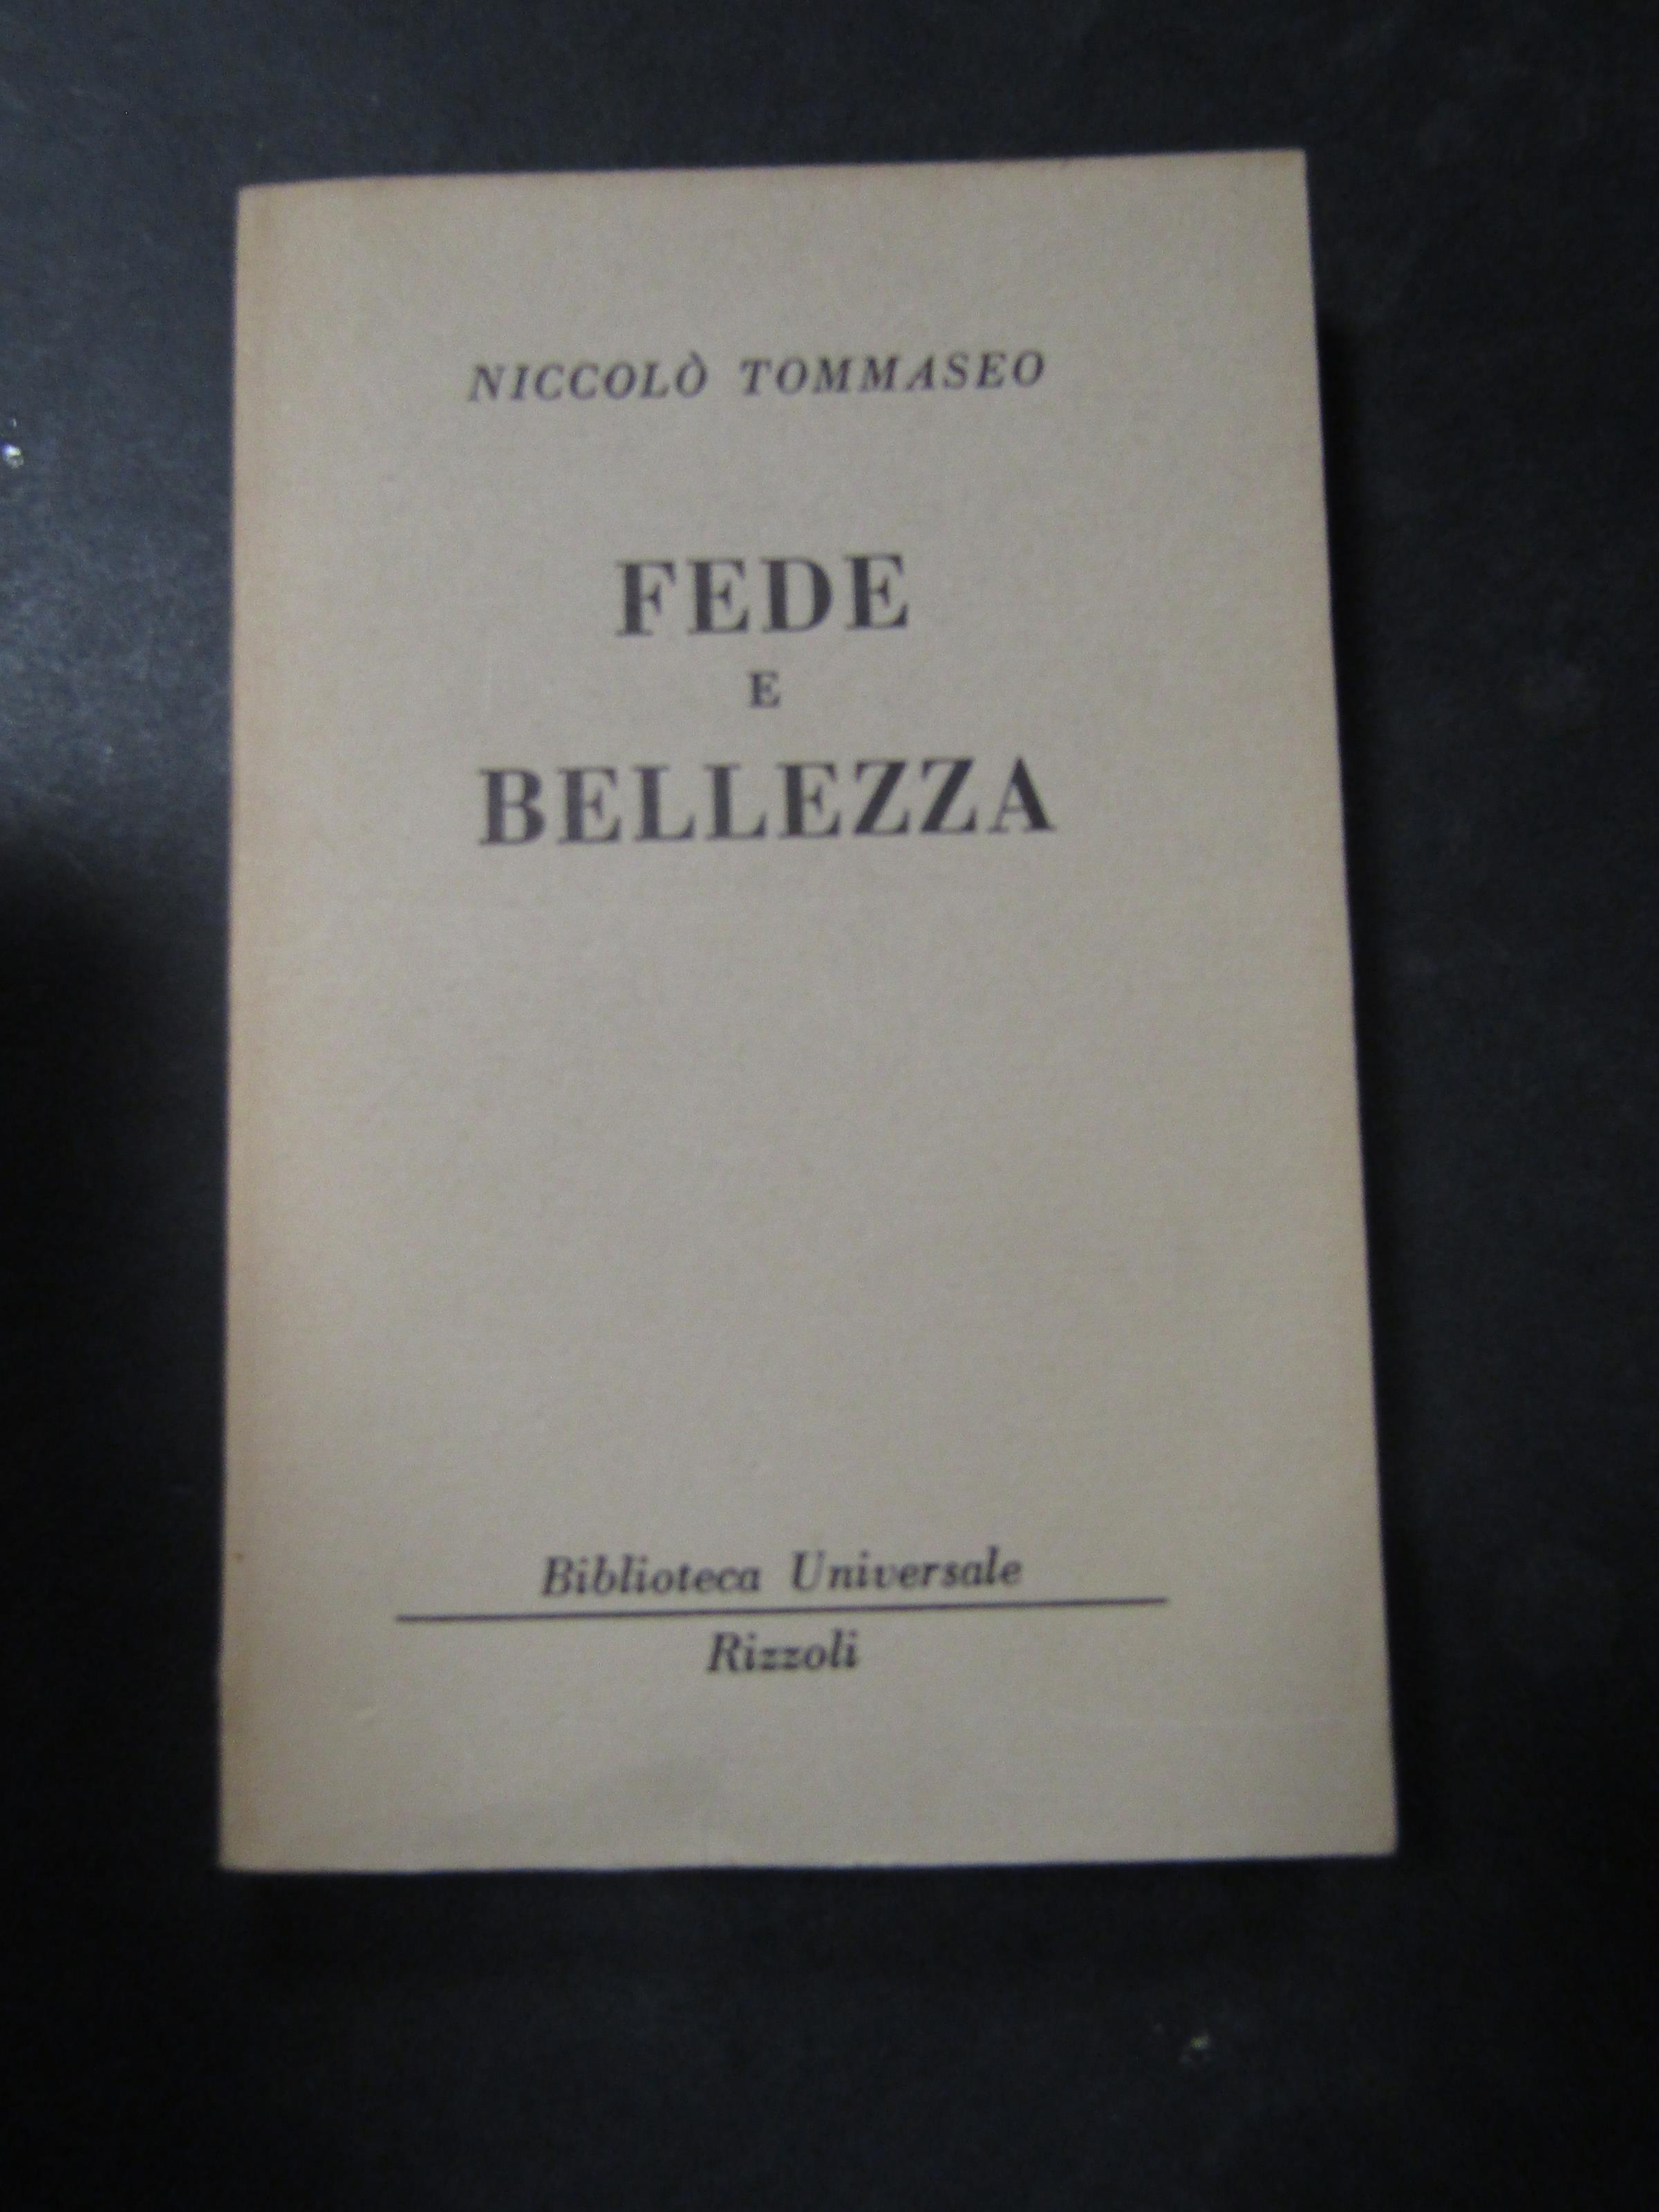 NICCOLÒ TOMMASEO
FEDE
E
BELLEZZA
Biblioteca Universale
Rizzoli